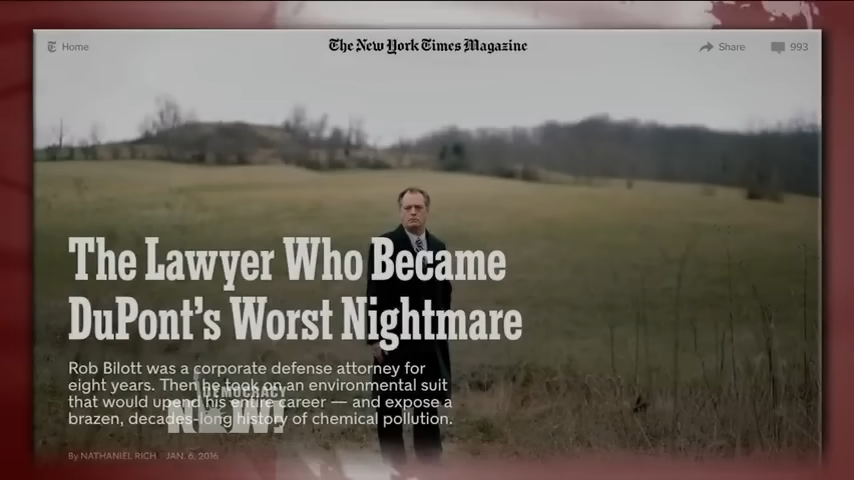 Home
The New York Times Magazine
Share
993
The Lawyer Who Became
DuPont's Worst Nightmare
Rob Bilott was a corporate defense attorney for
eight years. Then he took on an environmental suit
that would upend his entire career — and expose a
brazen, decades-long history of chemical pollution.
DEMOCRACY
NOW!
By NATHANIEL RICH JAN. 6, 2016